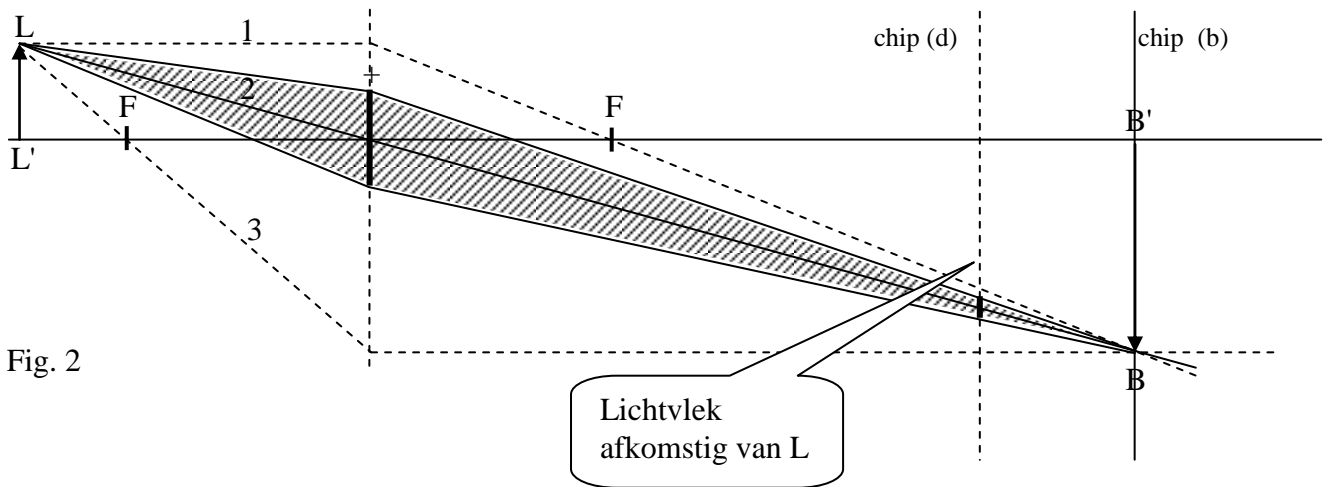 L
1
chip (d)
chip (b)
+
2
F
F
B'
L'
3
Fig. 2
B
Lichtvlek
afkomstig van L